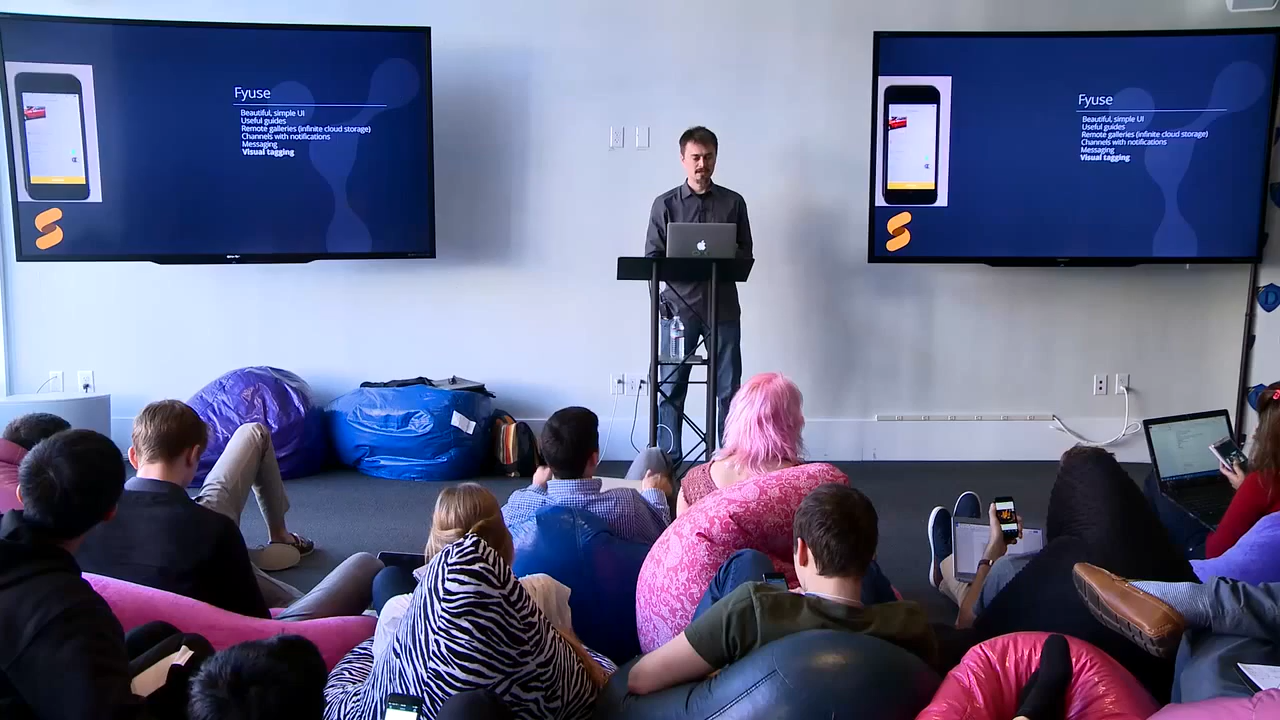 Fyuse
Beautiful, simple UI
Useful guides
Remote galleries (infinite cloud storage)
Channels with notifications
Messaging
Visual tagging
Fyuse
Beautiful, simple UI
Useful guides
Remote galleries (infinite cloud storage)
Channels with notifications
Messaging
Visual tagging